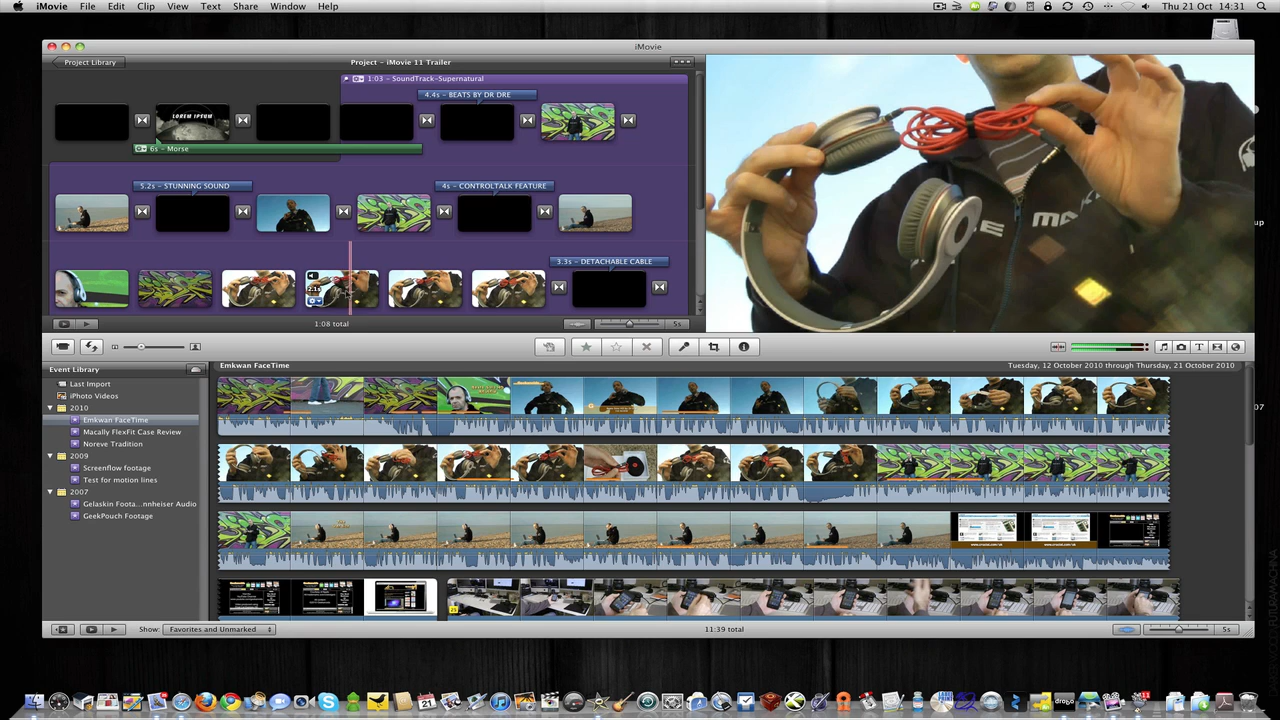 iMovie File Edit Clip View Text Share Window Help Thu 21 Oct 14:31
iMovie
Project Library Project - iMovie 11 Trailer
1:03 - SoundTrack-Supernatural
4.4s - BEATS BY DR DRE
LOREM IPSUM
6s - Morse
5.2s - STUNNING SOUND 4s - CONTROLTALK FEATURE
3.3s - DETACHABLE CABLE
2.1s
1:08 total 5s
Event Library Emkwan FaceTime Tuesday, 12 October 2010 through Thursday, 21 October 2010
Last Import
iPhoto Videos
2010
Emkwan FaceTime
Macally FlexFit Case Review
Noreve Tradition
2009
Screenflow footage
Test for motion lines
2007
Gelaskin Foota...nnheiser Audio
GeekPouch Footage
Show: Favorites and Unmarked 11:39 total 5s